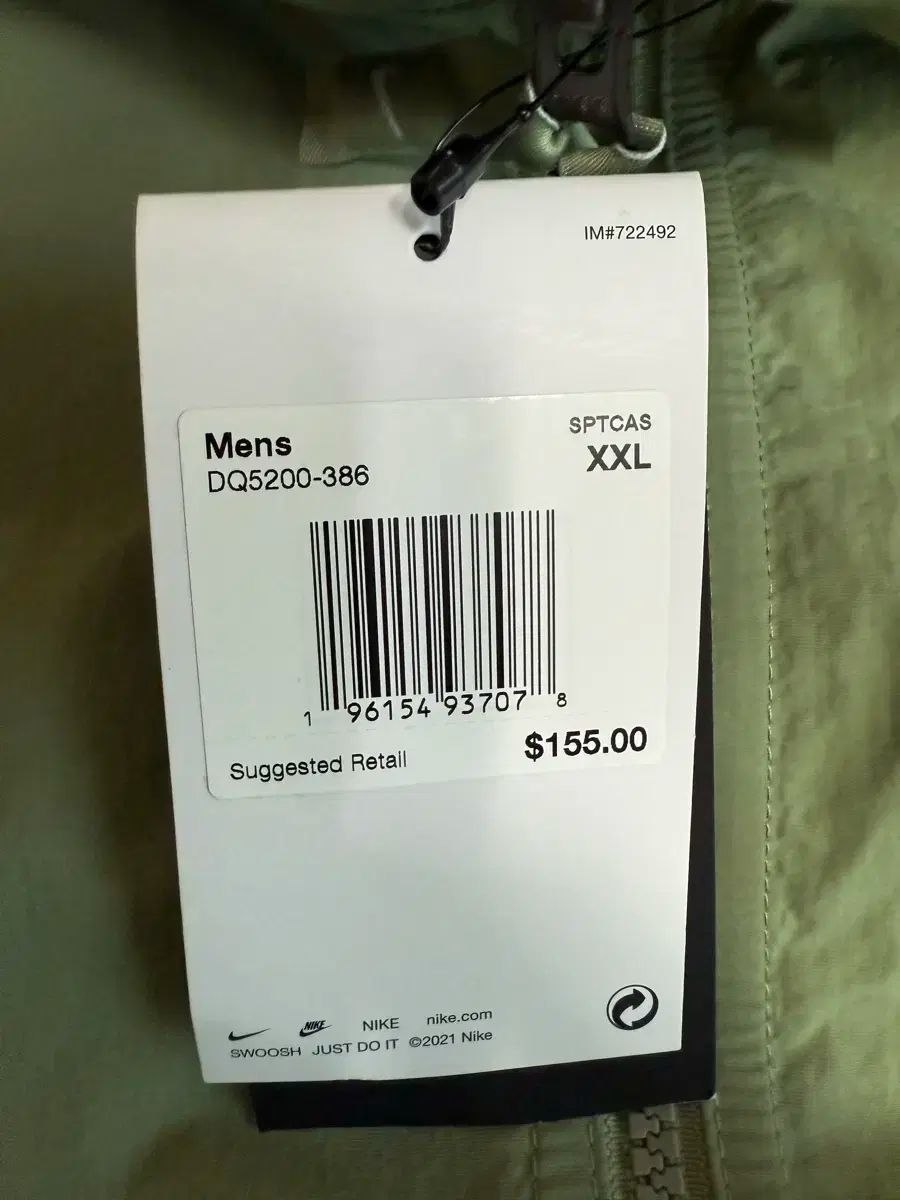 IM#722492
Mens
SPTCAS
DQ5200-386
XXL
1 96154 93707 8
Suggested Retail
$155.00
NIKE NIKE nike.com
SWOOSH JUST DO IT ©2021 Nike